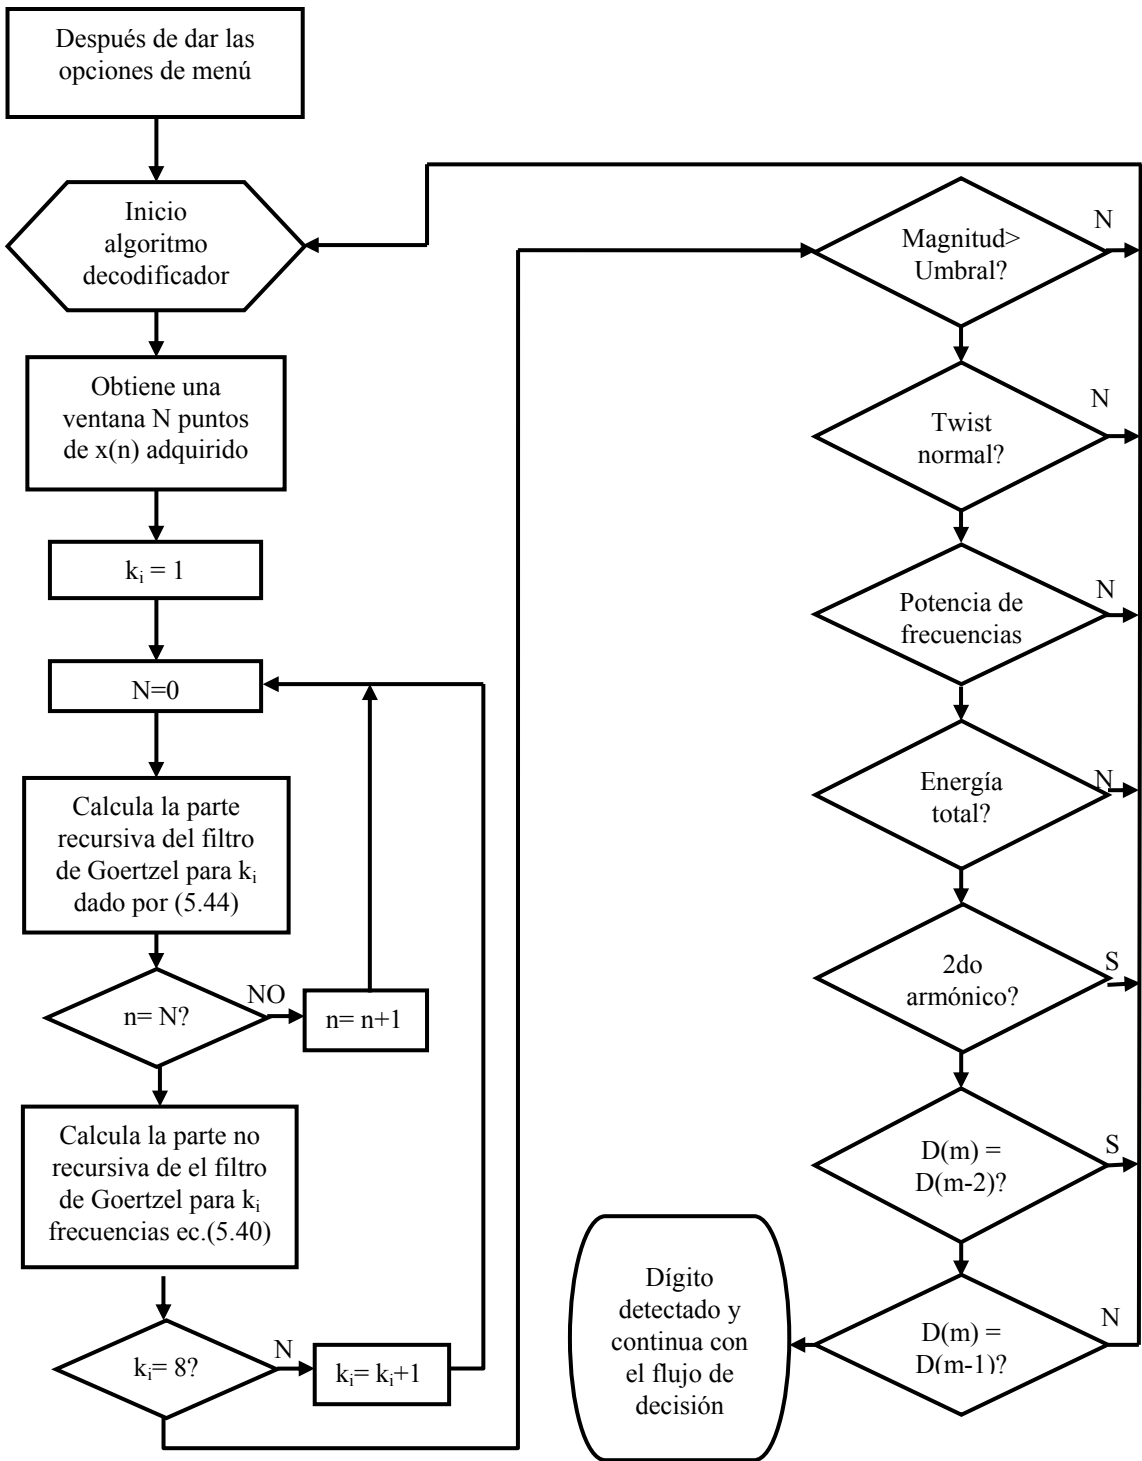 Después de dar las
opciones de menú
Inicio
algoritmo
decodificador
Obtiene una
ventana N puntos
de x(n) adquirido
kᵢ = 1
N=0
Calcula la parte
recursiva del filtro
de Goertzel para kᵢ
dado por (5.44)
n= N?
NO
n= n+1
Calcula la parte no
recursiva de el filtro
de Goertzel para kᵢ
frecuencias ec.(5.40)
kᵢ= 8?
N
kᵢ= kᵢ+1
Magnitud>
Umbral?
N
Twist
normal?
N
Potencia de
frecuencias
N
Energía
total?
N
2do
armónico?
S
D(m) =
D(m-2)?
S
D(m) =
D(m-1)?
N
Dígito
detectado y
continua con
el flujo de
decisión